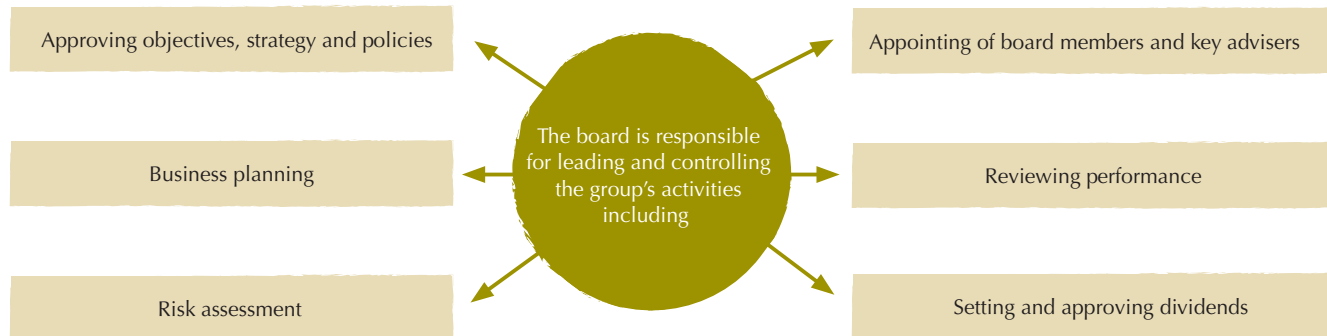 Approving objectives, strategy and policies
Business planning
Risk assessment
The board is responsible
for leading and controlling
the group’s activities
including
Appointing of board members and key advisers
Reviewing performance
Setting and approving dividends